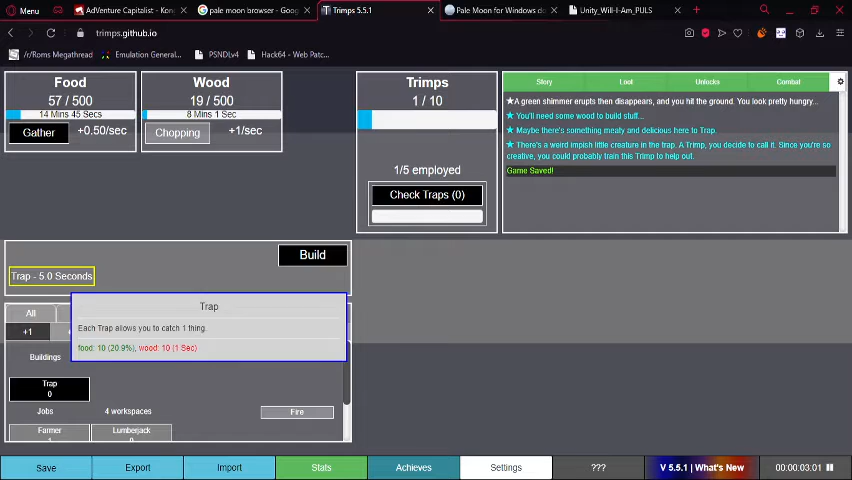 Menu
AdVenture Capitalist - Kon
pale moon browser - Goog
Trimps 5.5.1
Pale Moon for Windows do
Unity_Will-I-Am_PULS
trimps.github.io
/r/Roms Megathread
Emulation General...
PSNDLv4
Hack64 - Web Patc...
Food
57 / 500
14 Mins 45 Secs
Gather
+0.50/sec
Wood
19 / 500
8 Mins 1 Sec
Chopping
+1/sec
Trimps
1 / 10
1/5 employed
Check Traps (0)
Story
Loot
Unlocks
Combat
★A green shimmer erupts then disappears, and you hit the ground. You look pretty hungry...
★ You'll need some wood to build stuff...
★ Maybe there's something meaty and delicious here to Trap.
★ There's a weird impish little creature in the trap. A Trimp, you decide to call it. Since you're so
creative, you could probably train this Trimp to help out.
Game Saved!
Build
Trap - 5.0 Seconds
All
+1
Trap
Each Trap allows you to catch 1 thing.
food: 10 (20.9%), wood: 10 (1 Sec)
Buildings
Trap
0
Jobs
4 workspaces
Fire
Farmer
1
Lumberjack
0
Save
Export
Import
Stats
Achieves
Settings
???
V 5.5.1 | What's New
00:00:03.01